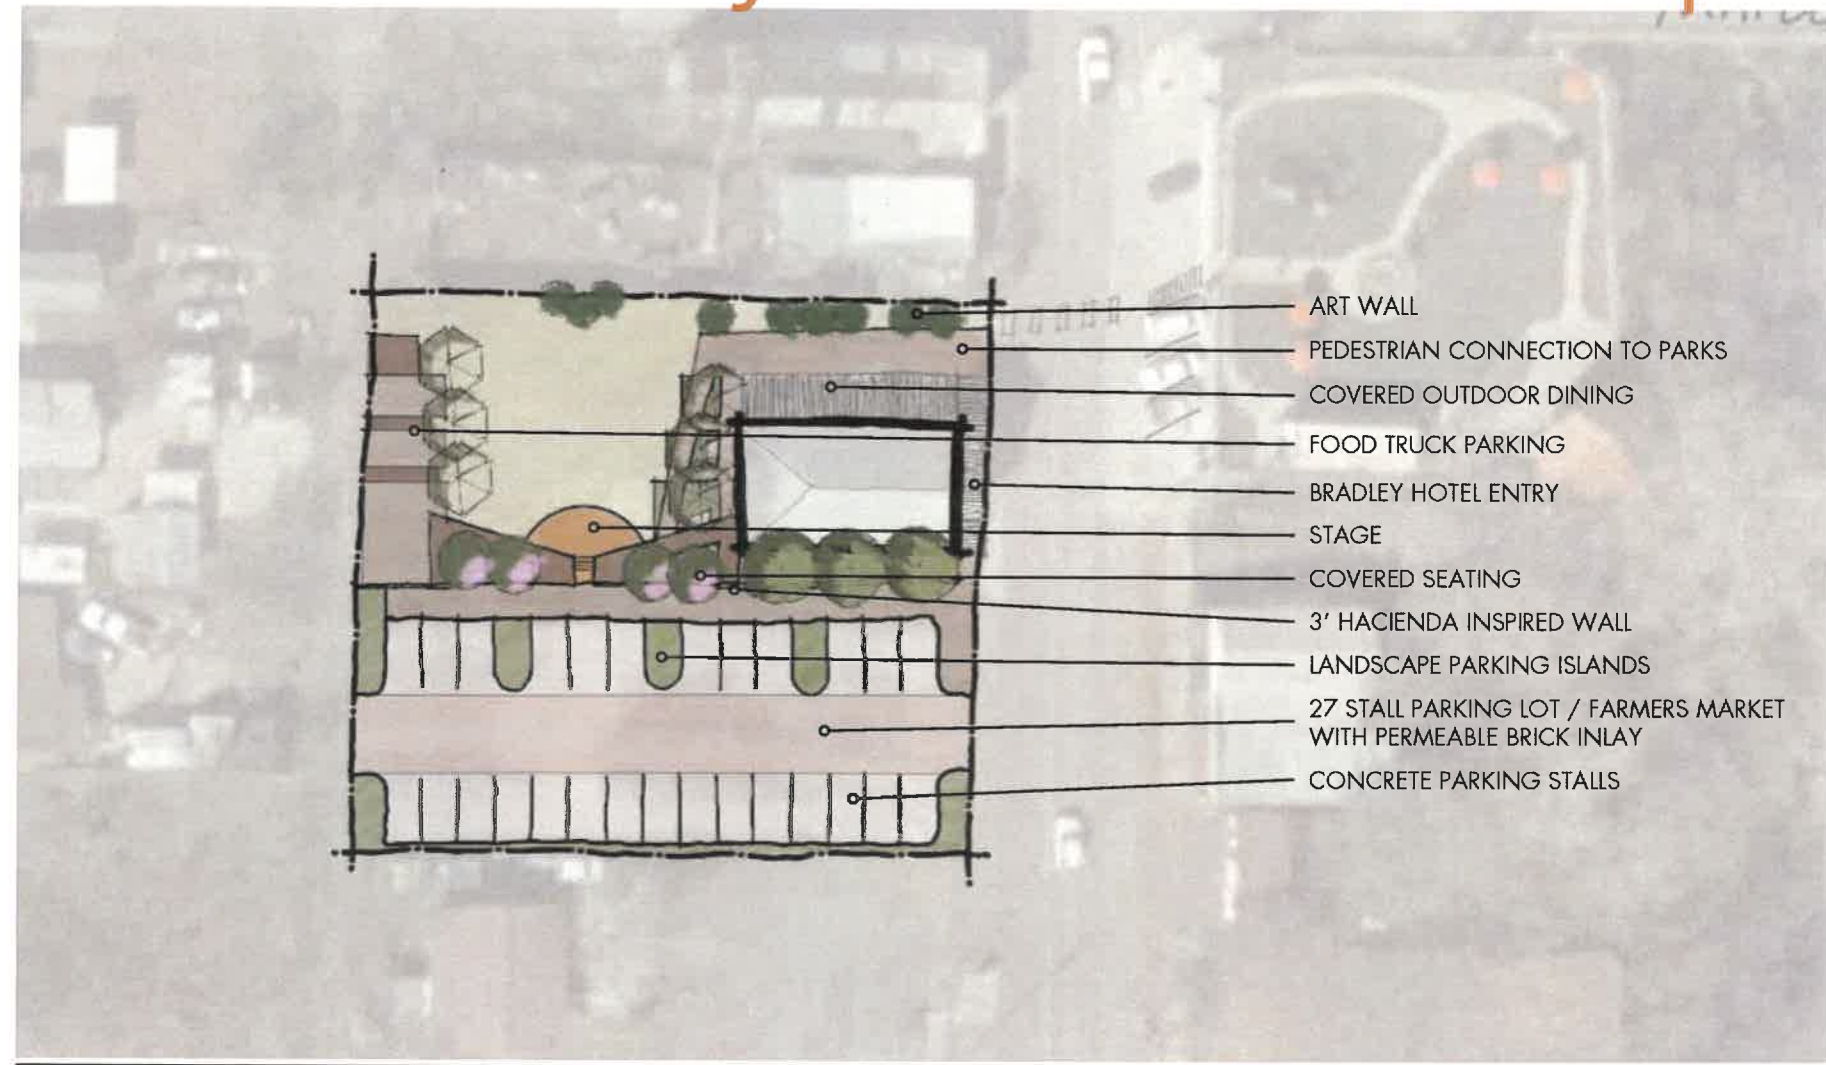 ART WALL
PEDESTRIAN CONNECTION TO PARKS
COVERED OUTDOOR DINING
FOOD TRUCK PARKING
BRADLEY HOTEL ENTRY
STAGE
COVERED SEATING
3' HACIENDA INSPIRED WALL
LANDSCAPE PARKING ISLANDS
27 STALL PARKING LOT / FARMERS MARKET
WITH PERMEABLE BRICK INLAY
CONCRETE PARKING STALLS